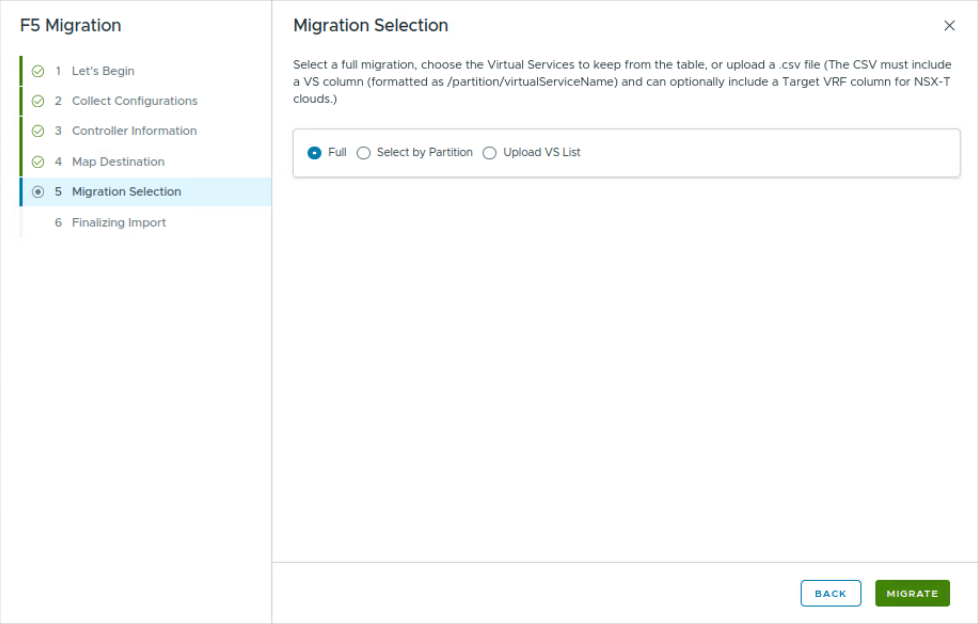 F5 Migration
1 Let's Begin
2 Collect Configurations
3 Controller Information
4 Map Destination
5 Migration Selection
6 Finalizing Import
Migration Selection
Select a full migration, choose the Virtual Services to keep from the table, or upload a .csv file (The CSV must include
a VS column (formatted as /partition/virtualServiceName) and can optionally include a Target VRF column for NSX-T
clouds.)
Full Select by Partition Upload VS List
BACK MIGRATE